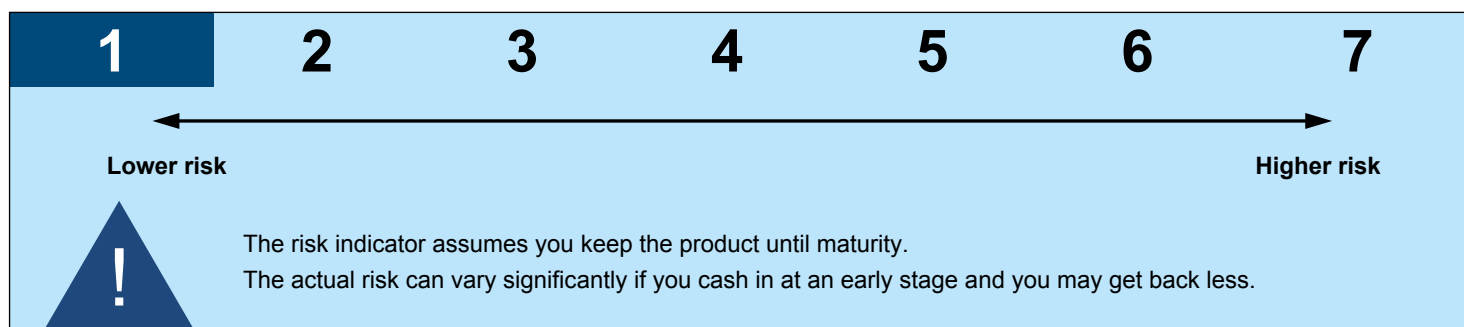 1 2 3 4 5 6 7
Lower risk Higher risk
!
The risk indicator assumes you keep the product until maturity.
The actual risk can vary significantly if you cash in at an early stage and you may get back less.